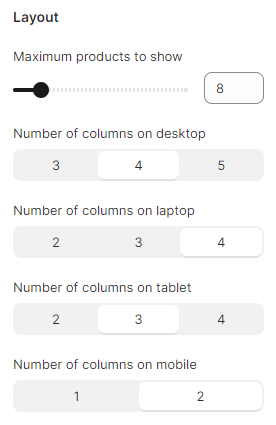 Layout
Maximum products to show
8
Number of columns on desktop
3 4 5
Number of columns on laptop
2 3 4
Number of columns on tablet
2 3 4
Number of columns on mobile
1 2